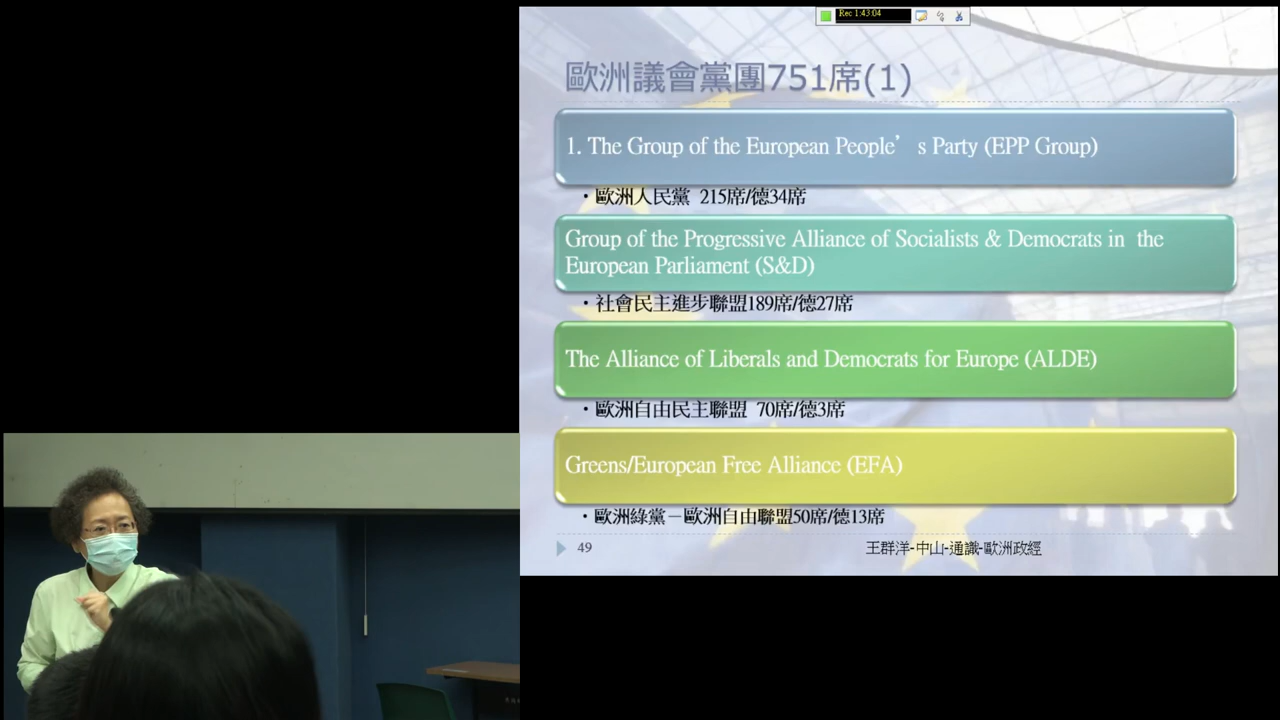 Rec 1:43:04
歐洲議會黨團751席(1)
1. The Group of the European People’s Party (EPP Group)
・歐洲人民黨 215席/德34席
Group of the Progressive Alliance of Socialists & Democrats in the
European Parliament (S&D)
・社會民主進步聯盟189席/德27席
The Alliance of Liberals and Democrats for Europe (ALDE)
・歐洲自由民主聯盟 70席/德3席
Greens/European Free Alliance (EFA)
・歐洲綠黨－歐洲自由聯盟50席/德13席
49
王群洋-中山-通識-歐洲政經